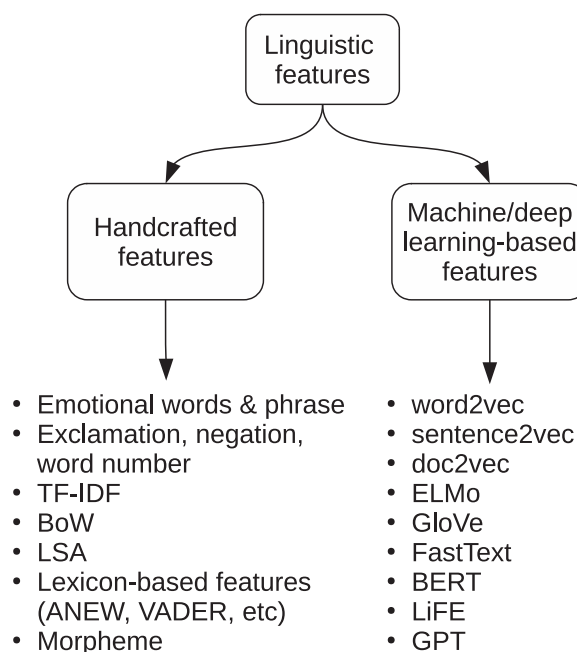 Linguistic
features
Handcrafted
features
Machine/deep
learning-based
features
• Emotional words & phrase
• Exclamation, negation,
word number
• TF-IDF
• BoW
• LSA
• Lexicon-based features
(ANEW, VADER, etc)
• Morpheme
• word2vec
• sentence2vec
• doc2vec
• ELMo
• GloVe
• FastText
• BERT
• LiFE
• GPT